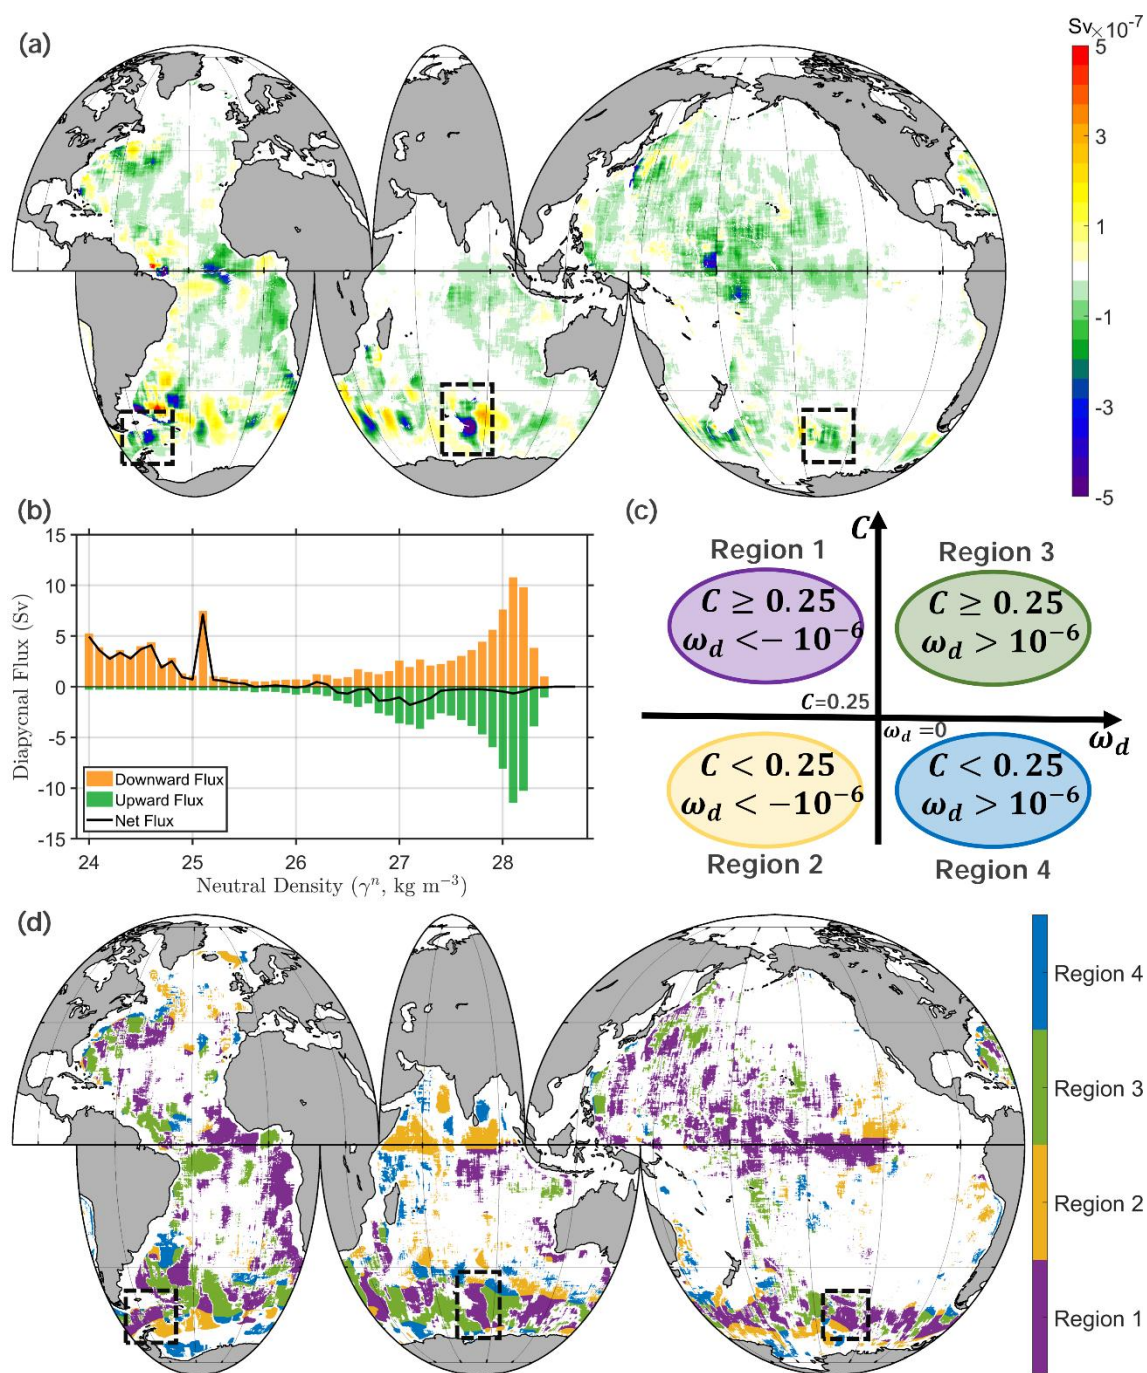 (a)
Sv×10⁻⁷
5
3
1
-1
-3
-5
(b)
Diapycnal Flux (Sv)
15
10
5
0
-5
-10
-15
Downward Flux
Upward Flux
Net Flux
24 25 26 27 28
Neutral Density (γⁿ, kg m⁻³)
(c)
C
Region 1
Region 3
C ≥ 0.25
ω_d <− 10⁻⁶
C ≥ 0.25
ω_d > 10⁻⁶
C=0.25
ω_d =0
ω_d
C < 0.25
ω_d < −10⁻⁶
C < 0.25
ω_d > 10⁻⁶
Region 2
Region 4
(d)
Region 4
Region 3
Region 2
Region 1